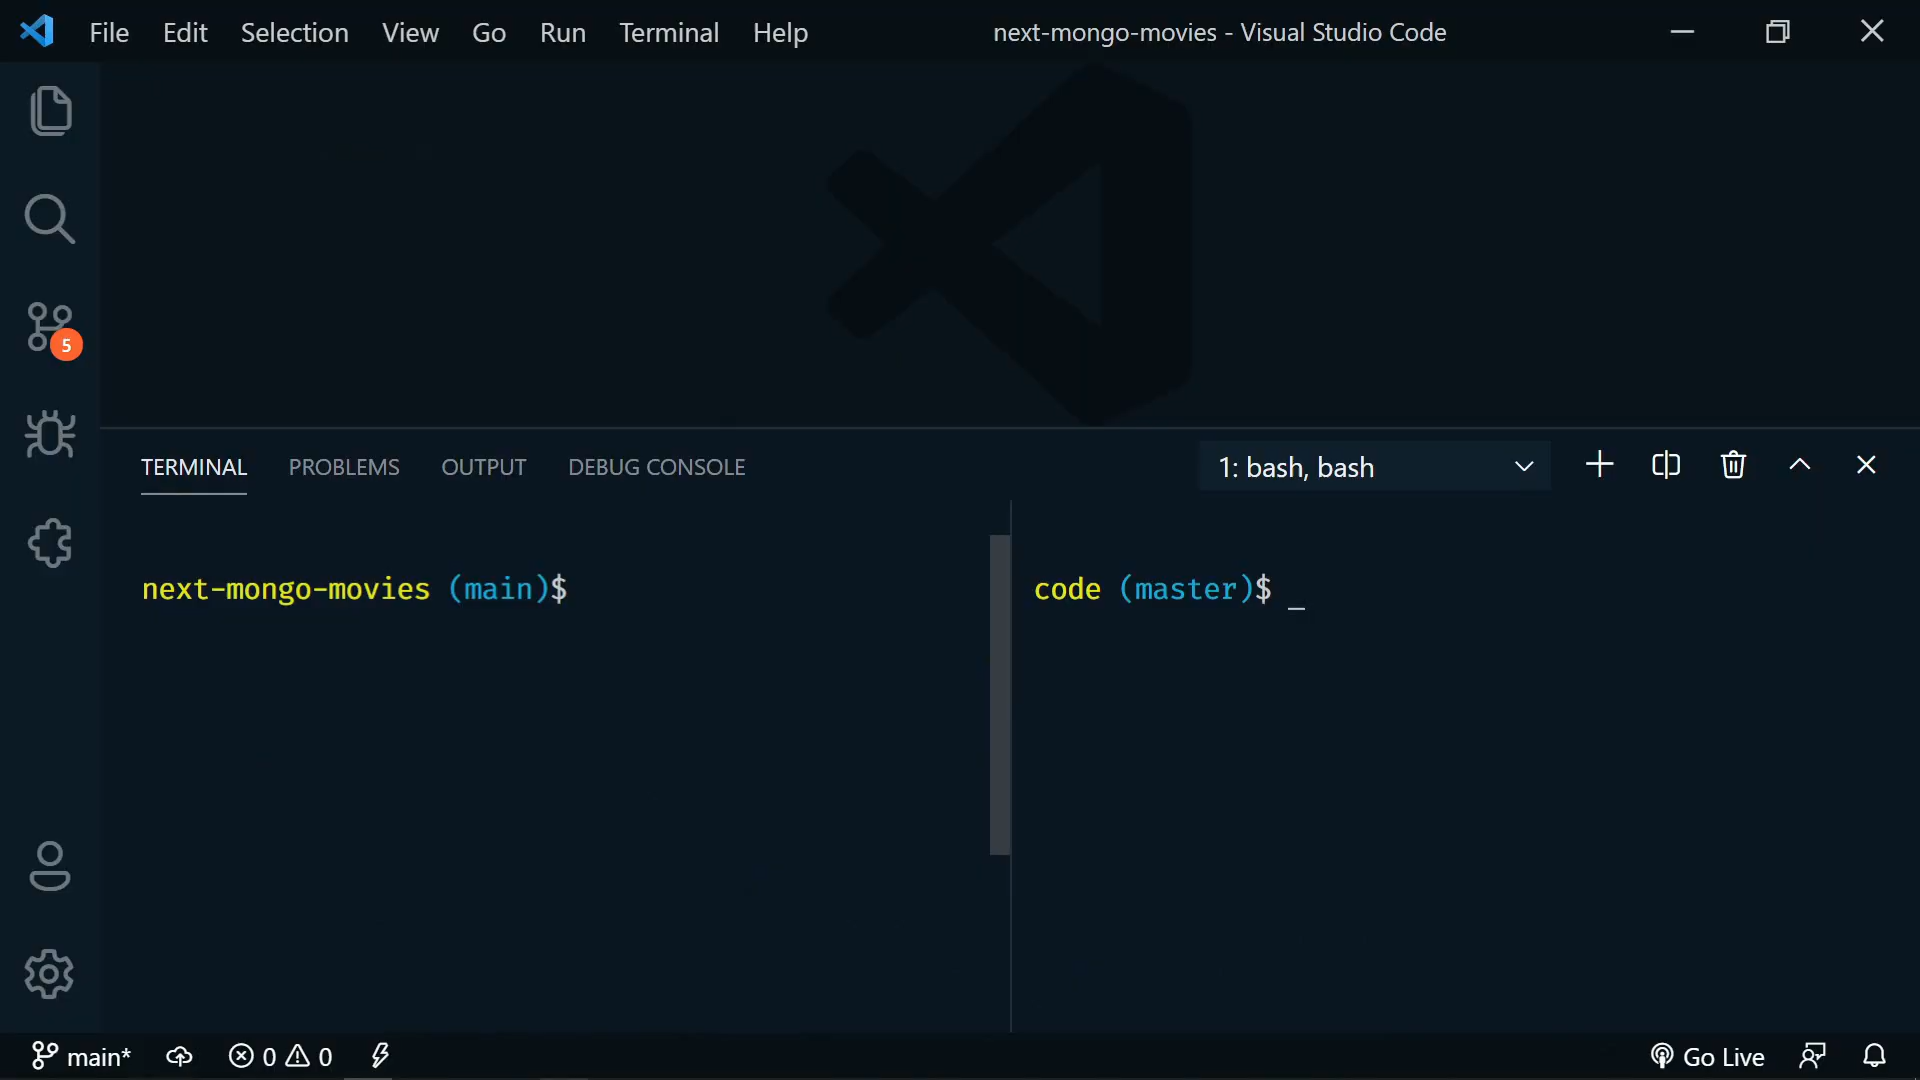 File Edit Selection View Go Run Terminal Help next-mongo-movies - Visual Studio Code
5
TERMINAL PROBLEMS OUTPUT DEBUG CONSOLE 1: bash, bash
next-mongo-movies (main)$
code (master)$ _
main* 0 0 Go Live